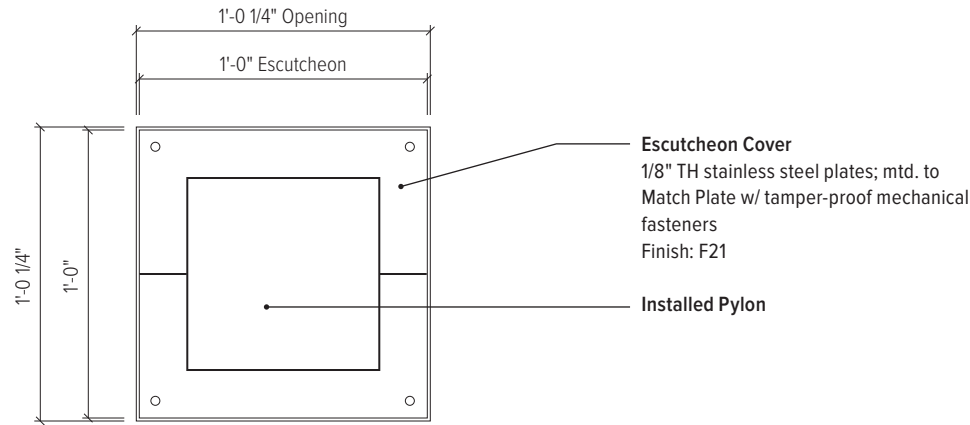 1'-0 1/4" Opening
1'-0" Escutcheon
Escutcheon Cover
1/8" TH stainless steel plates; mtd. to
Match Plate w/ tamper-proof mechanical
fasteners
Finish: F21
Installed Pylon
1'-0 1/4"
1'-0"